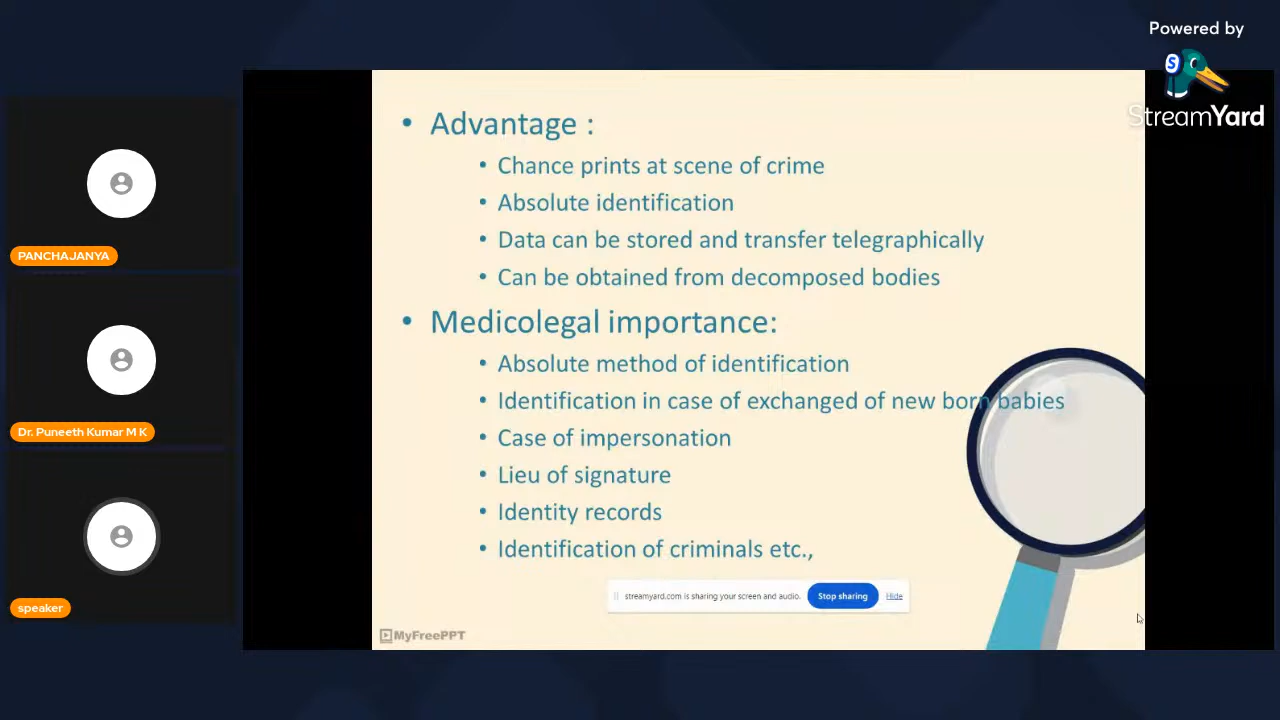 Powered by
StreamYard
PANCHAJANYA
Dr. Puneeth Kumar M K
speaker
• Advantage :
• Chance prints at scene of crime
• Absolute identification
• Data can be stored and transfer telegraphically
• Can be obtained from decomposed bodies
• Medicolegal importance:
• Absolute method of identification
• Identification in case of exchanged of new born babies
• Case of impersonation
• Lieu of signature
• Identity records
• Identification of criminals etc.,
streamyard.com is sharing your screen and audio. Stop sharing Hide
MyFreePPT